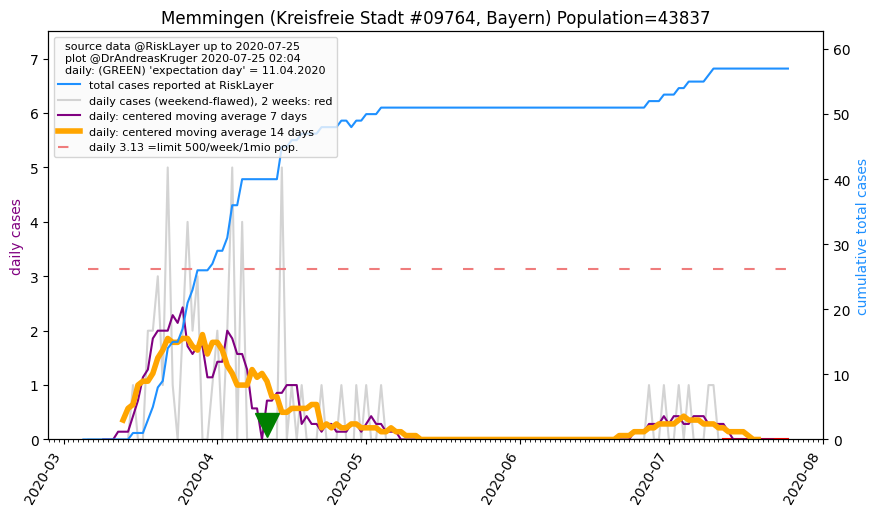 Memmingen (Kreisfreie Stadt #09764, Bayern) Population=43837
source data @RiskLayer up to 2020-07-25
plot @DrAndreasKruger 2020-07-25 02:04
daily: (GREEN) 'expectation day' = 11.04.2020
total cases reported at RiskLayer
daily cases (weekend-flawed), 2 weeks: red
daily: centered moving average 7 days
daily: centered moving average 14 days
daily 3.13 =limit 500/week/1mio pop.
daily cases
7
6
5
4
3
2
1
0
cumulative total cases
60
50
40
30
20
10
0
2020-03
2020-04
2020-05
2020-06
2020-07
2020-08